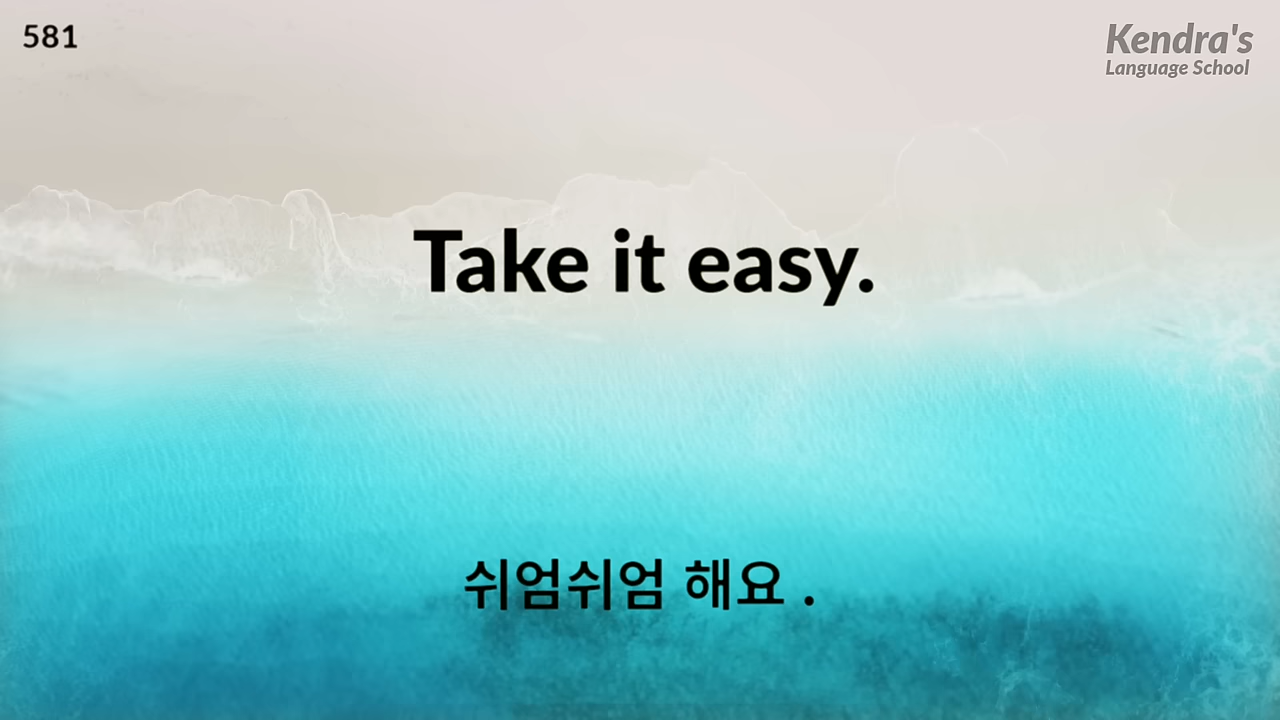 581
Kendra's
Language School
Take it easy.
쉬엄쉬엄 해요 .